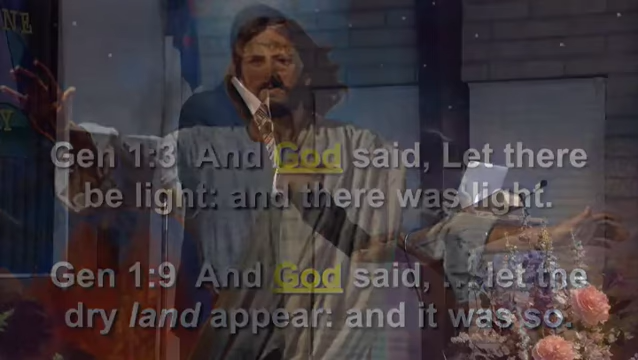 NE
Y
Gen 1:3 And God said, Let there
be light: and there was light.
Gen 1:9 And God said, ... let the
dry land appear: and it was so.